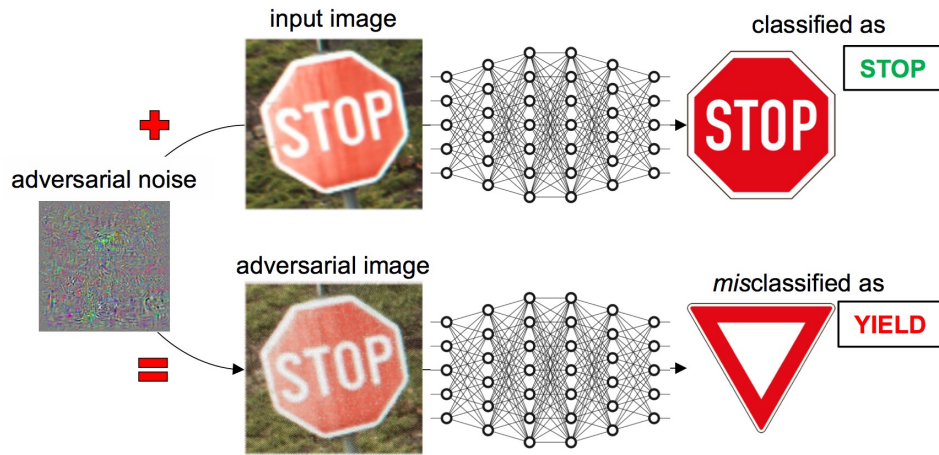 input image
classified as
STOP
STOP
STOP
adversarial noise
adversarial image
misclassified as
STOP
YIELD